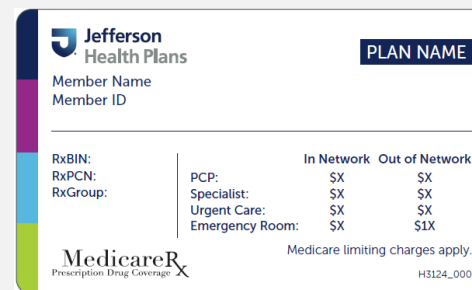 Jefferson
Health Plans
PLAN NAME
Member Name
Member ID
RxBIN:
RxPCN:
RxGroup:
In Network Out of Network
PCP: $X $X
Specialist: $X $X
Urgent Care: $X $X
Emergency Room: $X $1X
MedicareRx
Prescription Drug Coverage
Medicare limiting charges apply.
H3124_000